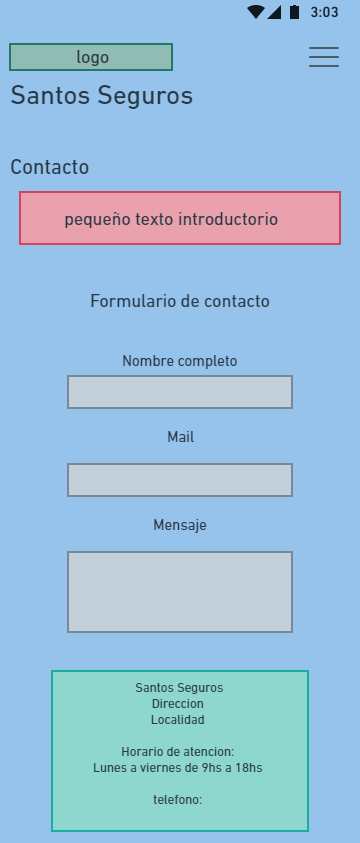 3:03
logo
Santos Seguros
Contacto
pequeño texto introductorio
Formulario de contacto
Nombre completo
Mail
Mensaje
Santos Seguros
Direccion
Localidad
Horario de atencion:
Lunes a viernes de 9hs a 18hs
telefono: